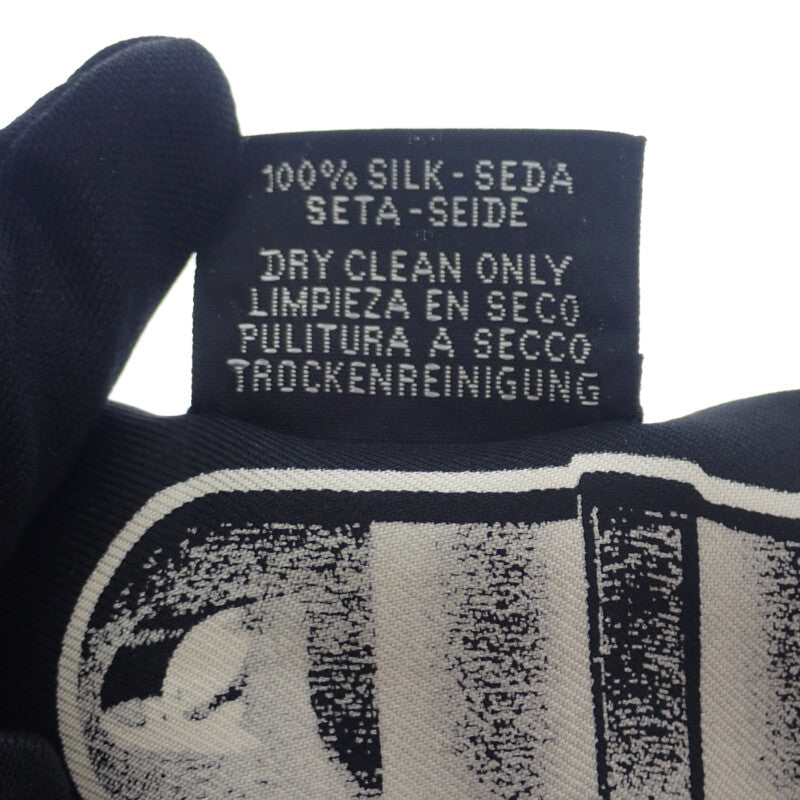 100% SILK - SEDA
SETA - SEIDE
DRY CLEAN ONLY
LIMPIEZA EN SECO
PULITURA A SECCO
TROCKENREINIGUNG